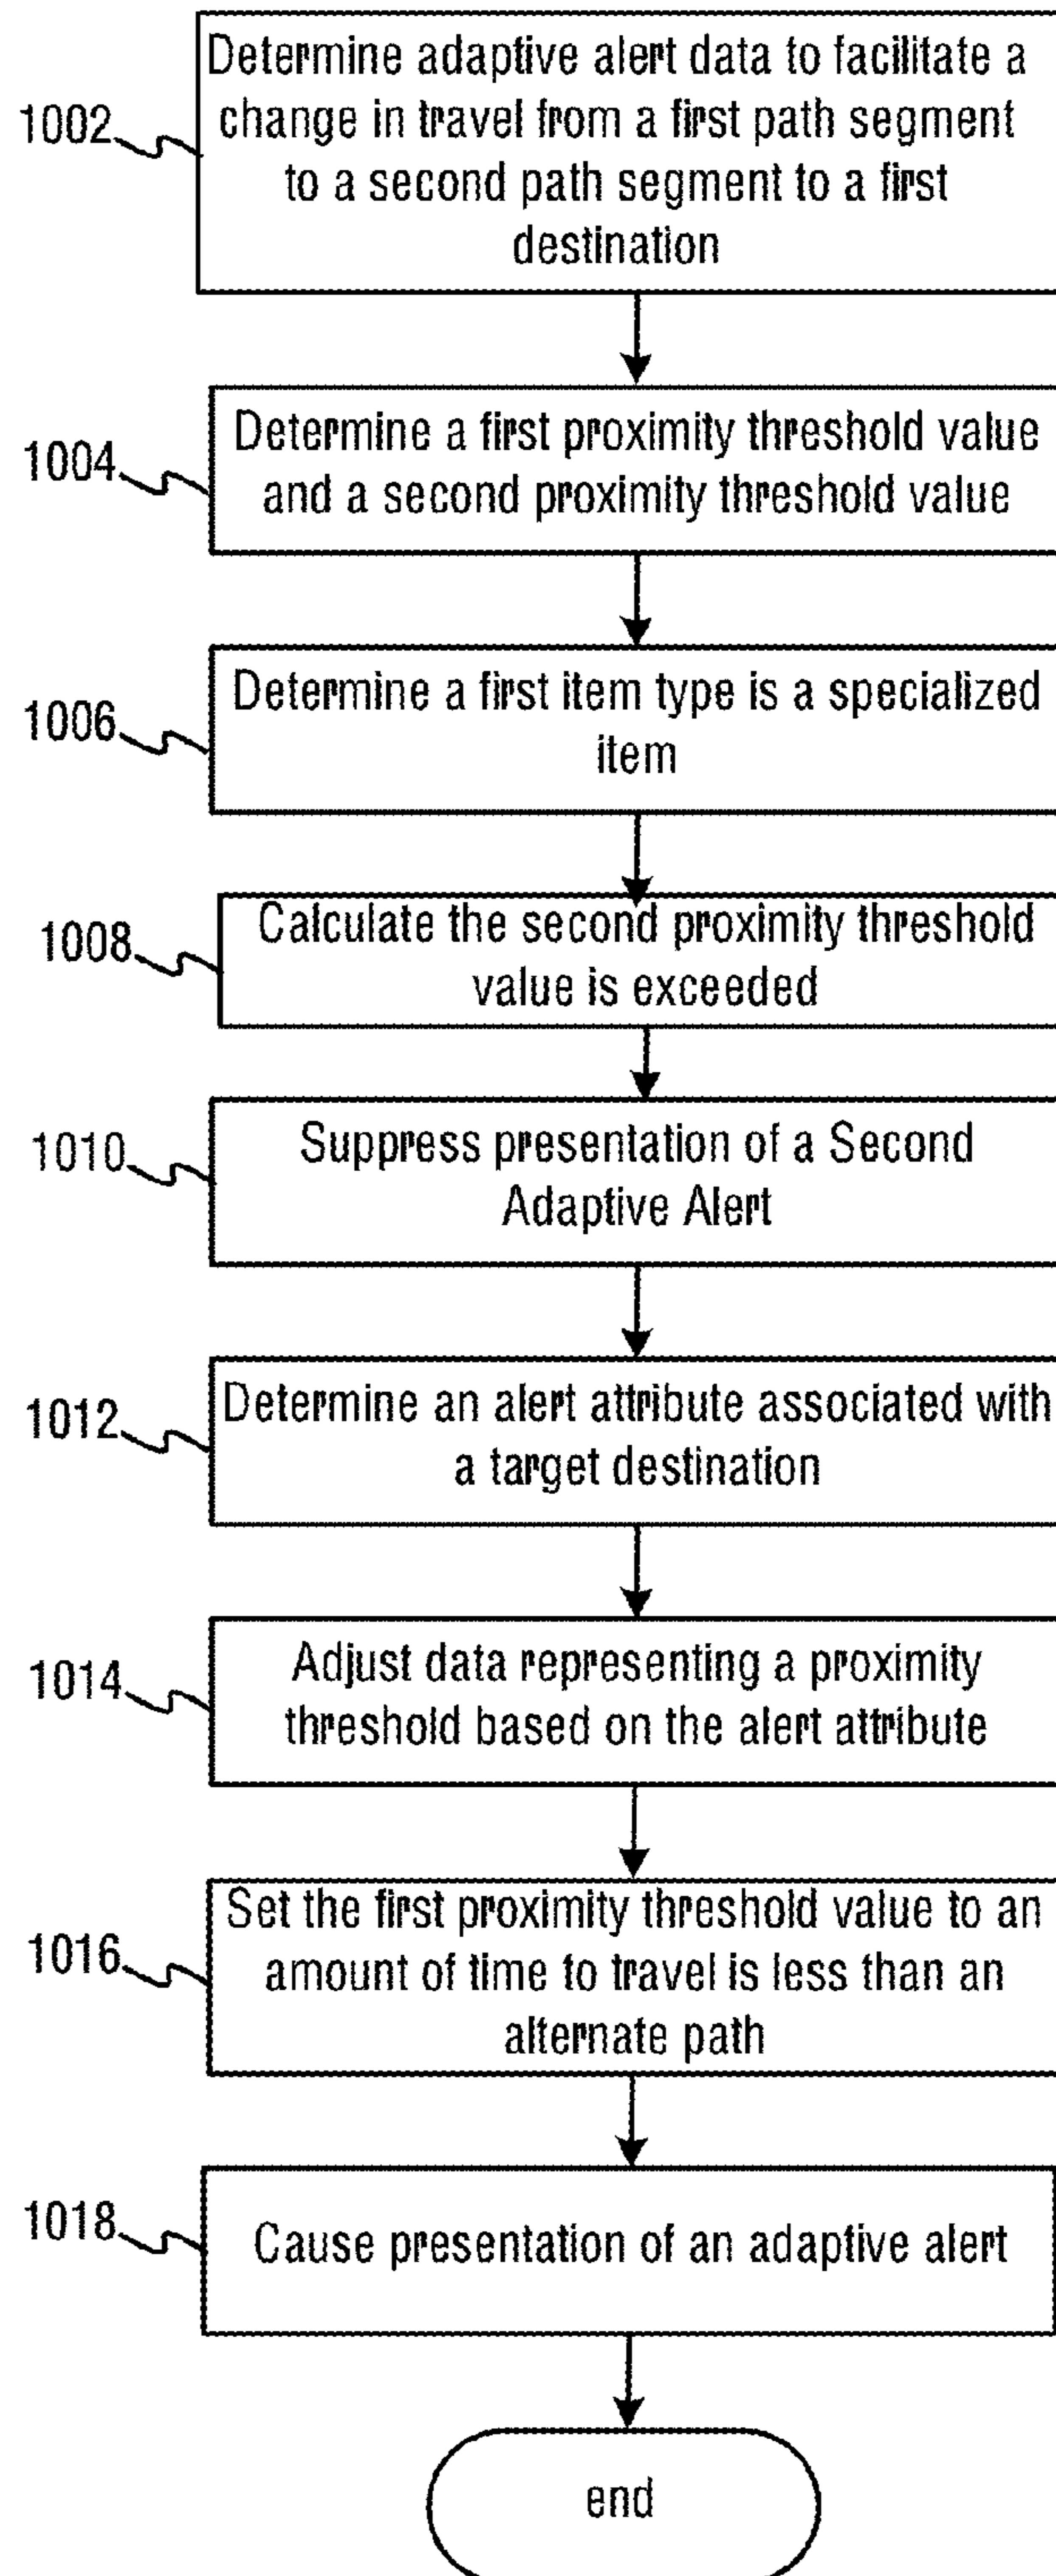 1002
Determine adaptive alert data to facilitate a
change in travel from a first path segment
to a second path segment to a first
destination
1004
Determine a first proximity threshold value
and a second proximity threshold value
1006
Determine a first item type is a specialized
item
1008
Calculate the second proximity threshold
value is exceeded
1010
Suppress presentation of a Second
Adaptive Alert
1012
Determine an alert attribute associated with
a target destination
1014
Adjust data representing a proximity
threshold based on the alert attribute
1016
Set the first proximity threshold value to an
amount of time to travel is less than an
alternate path
1018
Cause presentation of an adaptive alert
end